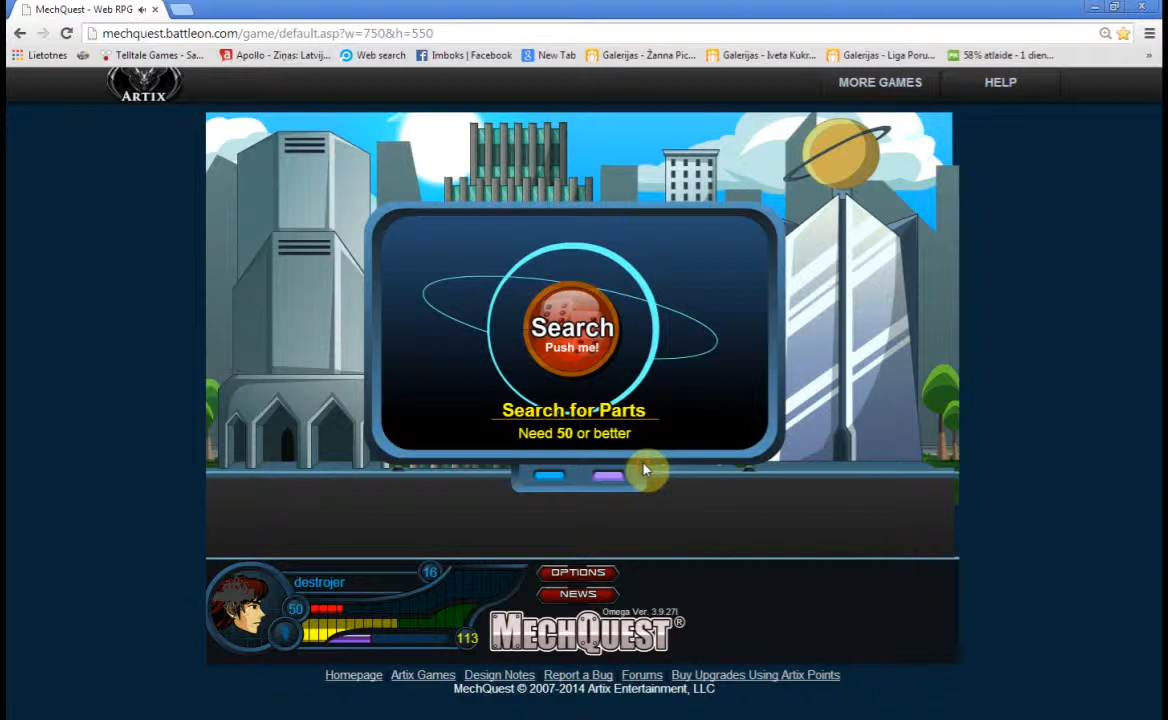 MechQuest - Web RPG
mechquest.battleon.com/game/default.asp?w=750&h=550
Lietotnes
Telltale Games - Sa...
Apollo - Ziņas: Latvij...
Web search
Imboks | Facebook
New Tab
Galerijas - Žanna Pic...
Galerijas - Iveta Kukr...
Galerijas - Liga Poru...
58% atlaide - 1 dien...
»
ARTIX
MORE GAMES
HELP
Search
Push me!
Search for Parts
Need 50 or better
destrojer
16
50
113
OPTIONS
NEWS
Omega Ver. 3.9.27l
MECHQUEST®
Homepage Artix Games Design Notes Report a Bug Forums Buy Upgrades Using Artix Points
MechQuest © 2007-2014 Artix Entertainment, LLC